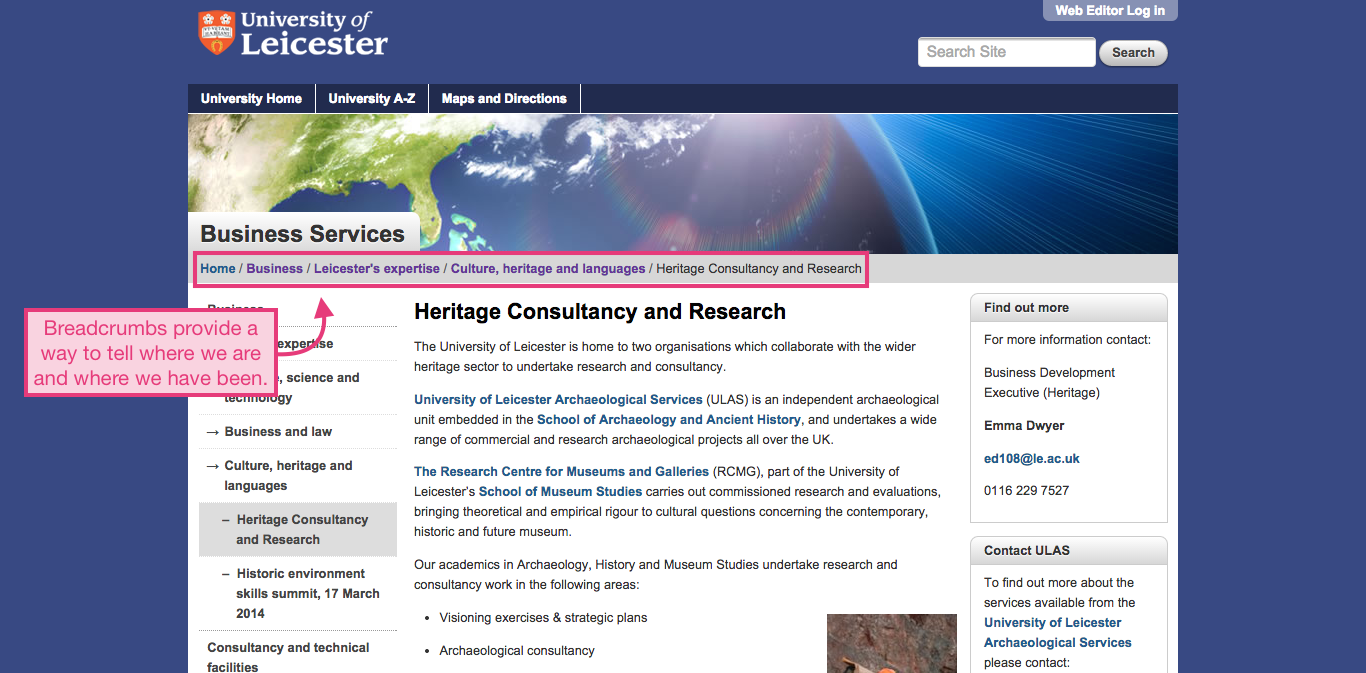 University of
Leicester
Web Editor Log in
Search Site
Search
University Home
University A-Z
Maps and Directions
Business Services
Home / Business / Leicester's expertise / Culture, heritage and languages / Heritage Consultancy and Research
Breadcrumbs provide a
way to tell where we are
and where we have been.
Business
expertise
science and
technology
→ Business and law
→ Culture, heritage and
languages
– Heritage Consultancy
and Research
– Historic environment
skills summit, 17 March
2014
Consultancy and technical
facilities
Heritage Consultancy and Research
The University of Leicester is home to two organisations which collaborate with the wider
heritage sector to undertake research and consultancy.
University of Leicester Archaeological Services (ULAS) is an independent archaeological
unit embedded in the School of Archaeology and Ancient History, and undertakes a wide
range of commercial and research archaeological projects all over the UK.
The Research Centre for Museums and Galleries (RCMG), part of the University of
Leicester's School of Museum Studies carries out commissioned research and evaluations,
bringing theoretical and empirical rigour to cultural questions concerning the contemporary,
historic and future museum.
Our academics in Archaeology, History and Museum Studies undertake research and
consultancy work in the following areas:
• Visioning exercises & strategic plans
• Archaeological consultancy
Find out more
For more information contact:
Business Development
Executive (Heritage)
Emma Dwyer
ed108@le.ac.uk
0116 229 7527
Contact ULAS
To find out more about the
services available from the
University of Leicester
Archaeological Services
please contact: